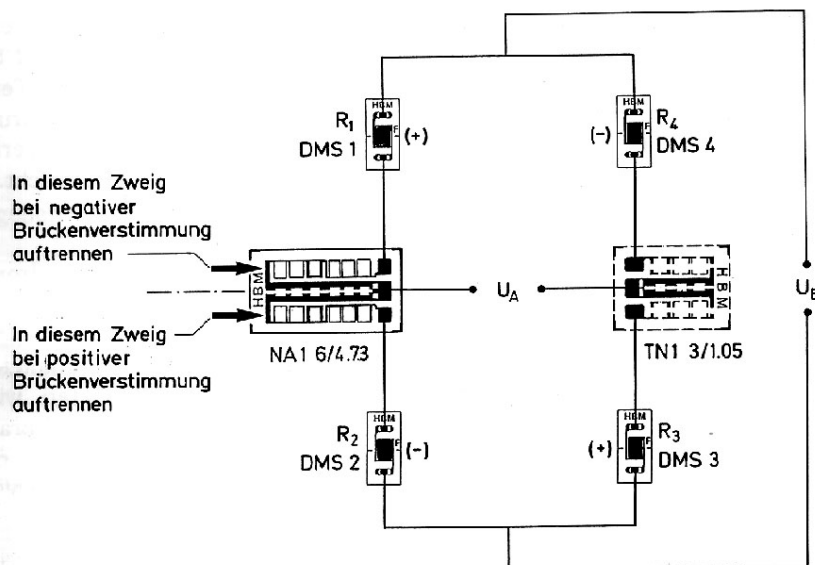 HBM
R₁
DMS 1
F
(+)
HBM
R₄
DMS 4
F
(-)
In diesem Zweig
bei negativer
Brückenverstimmung
auftrennen
HBM
U_A
HBM
U_E
In diesem Zweig
bei positiver
Brückenverstimmung
auftrennen
NA1 6/4.73
TN1 3/1.05
HBM
R₂
DMS 2
F
(-)
HBM
R₃
DMS 3
F
(+)